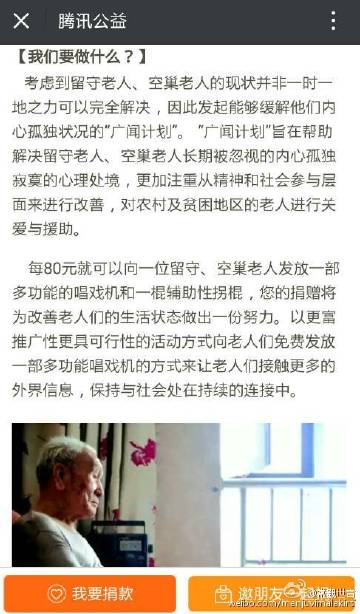 腾讯公益
【我们要做什么?】
考虑到留守老人、空巢老人的现状并非一时一
地之力可以完全解决，因此发起能够缓解他们内
心孤独状况的“广闻计划”。 “广闻计划”旨在帮助
解决留守老人、空巢老人长期被忽视的内心孤独
寂寞的心理处境，更加注重从精神和社会参与层
面来进行改善，对农村及贫困地区的老人进行关
爱与援助。
每80元就可以向一位留守、空巢老人发放一部
多功能的唱戏机和一棍辅助性拐棍，您的捐赠将
为改善老人们的生活状态做出一份努力。以更富
推广性更具可行性的活动方式向老人们免费发放
一部多功能唱戏机的方式来让老人们接触更多的
外界信息，保持与社会处在持续的连接中。
我要捐款
邀朋友一起捐